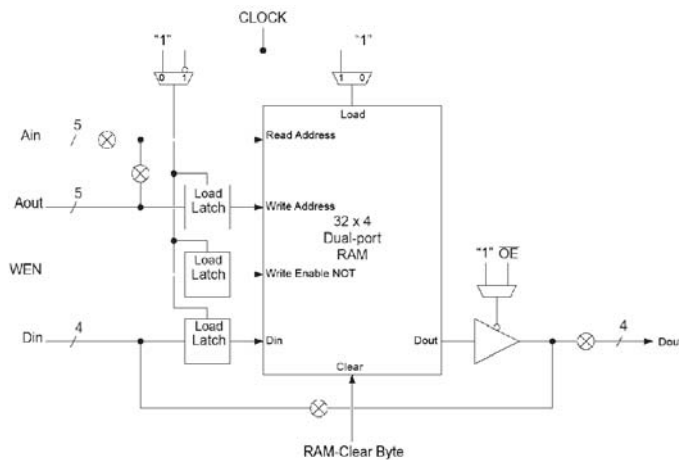 CLOCK
"1"
"1"
0 1
1 0
Load
Ain
5
Read Address
Aout
5
Load
Latch
Write Address
32 x 4
Dual-port
RAM
"1" OE
WEN
Load
Latch
Write Enable NOT
Din
4
Load
Latch
Din
Dout
4
Dout
Clear
RAM-Clear Byte